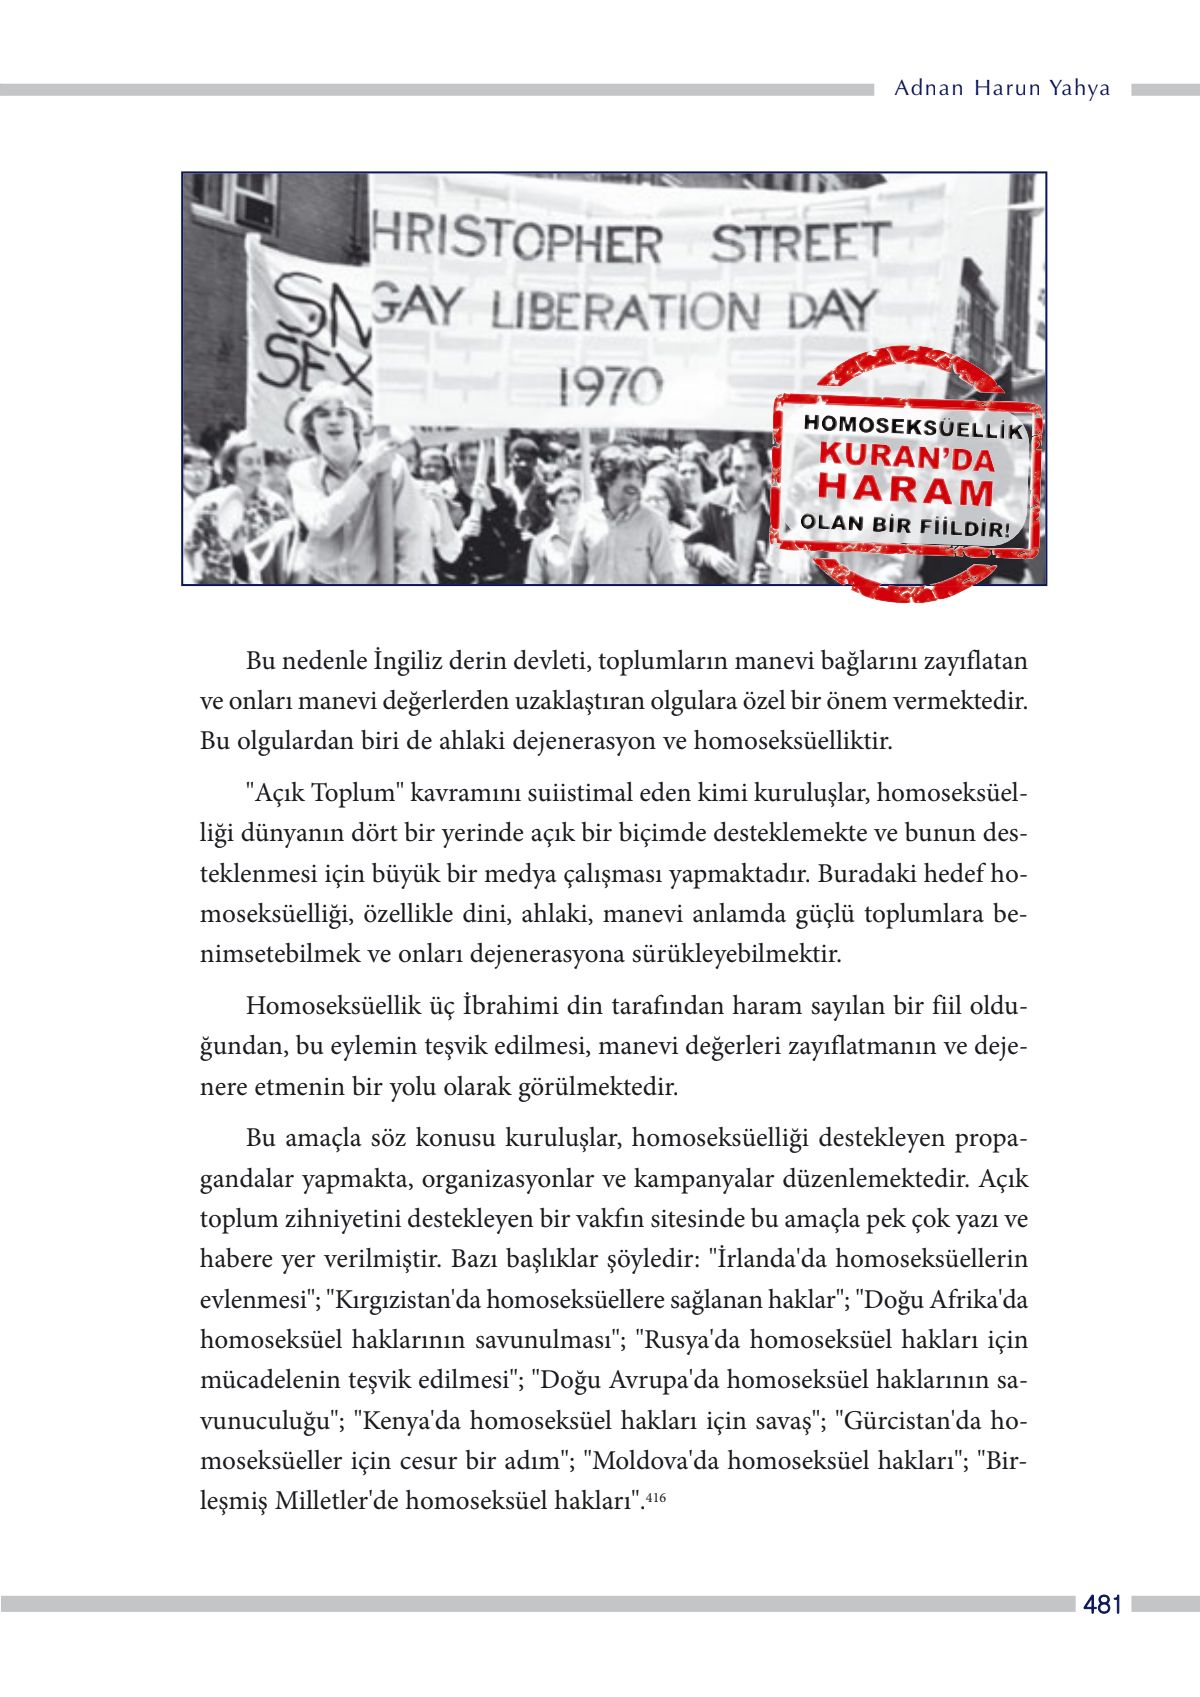 Adnan Harun Yahya
HRISTOPHER STREET
GAY LIBERATION DAY
1970
SEX
HOMOSEKSÜELLİK
KURAN'DA
HARAM
OLAN BİR FİİLDİR!
Bu nedenle İngiliz derin devleti, toplumların manevi bağlarını zayıflatan
ve onları manevi değerlerden uzaklaştıran olgulara özel bir önem vermektedir.
Bu olgulardan biri de ahlaki dejenerasyon ve homoseksüelliktir.
"Açık Toplum" kavramını suiistimal eden kimi kuruluşlar, homoseksüel-
liği dünyanın dört bir yerinde açık bir biçimde desteklemekte ve bunun des-
teklenmesi için büyük bir medya çalışması yapmaktadır. Buradaki hedef ho-
moseksüelliği, özellikle dini, ahlaki, manevi anlamda güçlü toplumlara be-
nimsetebilmek ve onları dejenerasyona sürükleyebilmektir.
Homoseksüellik üç İbrahimi din tarafından haram sayılan bir fiil oldu-
ğundan, bu eylemin teşvik edilmesi, manevi değerleri zayıflatmanın ve deje-
nere etmenin bir yolu olarak görülmektedir.
Bu amaçla söz konusu kuruluşlar, homoseksüelliği destekleyen propa-
gandalar yapmakta, organizasyonlar ve kampanyalar düzenlemektedir. Açık
toplum zihniyetini destekleyen bir vakfın sitesinde bu amaçla pek çok yazı ve
habere yer verilmiştir. Bazı başlıklar şöyledir: "İrlanda'da homoseksüellerin
evlenmesi"; "Kırgızistan'da homoseksüellere sağlanan haklar"; "Doğu Afrika'da
homoseksüel haklarının savunulması"; "Rusya'da homoseksüel hakları için
mücadelenin teşvik edilmesi"; "Doğu Avrupa'da homoseksüel haklarının sa-
vunuculuğu"; "Kenya'da homoseksüel hakları için savaş"; "Gürcistan'da ho-
moseksüeller için cesur bir adım"; "Moldova'da homoseksüel hakları"; "Bir-
leşmiş Milletler'de homoseksüel hakları".416
481